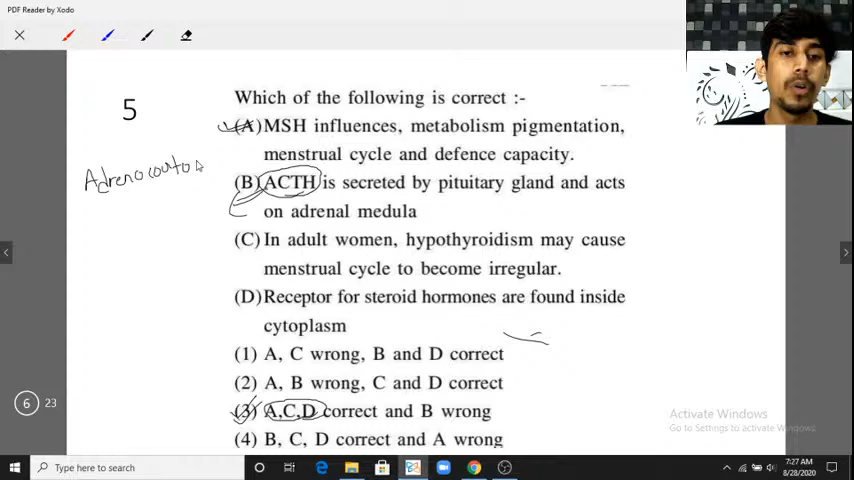 PDF Reader by Xodo
5
Which of the following is correct :-
(A) MSH influences, metabolism pigmentation,
menstrual cycle and defence capacity.
Adrenocouto
(B) ACTH is secreted by pituitary gland and acts
on adrenal medula
(C) In adult women, hypothyroidism may cause
menstrual cycle to become irregular.
(D) Receptor for steroid hormones are found inside
cytoplasm
(1) A, C wrong, B and D correct
(2) A, B wrong, C and D correct
(3) A,C,D correct and B wrong
(4) B, C, D correct and A wrong
6 23
Activate Windows
Go to Settings to activate Windows.
Type here to search
7:27 AM
8/28/2020